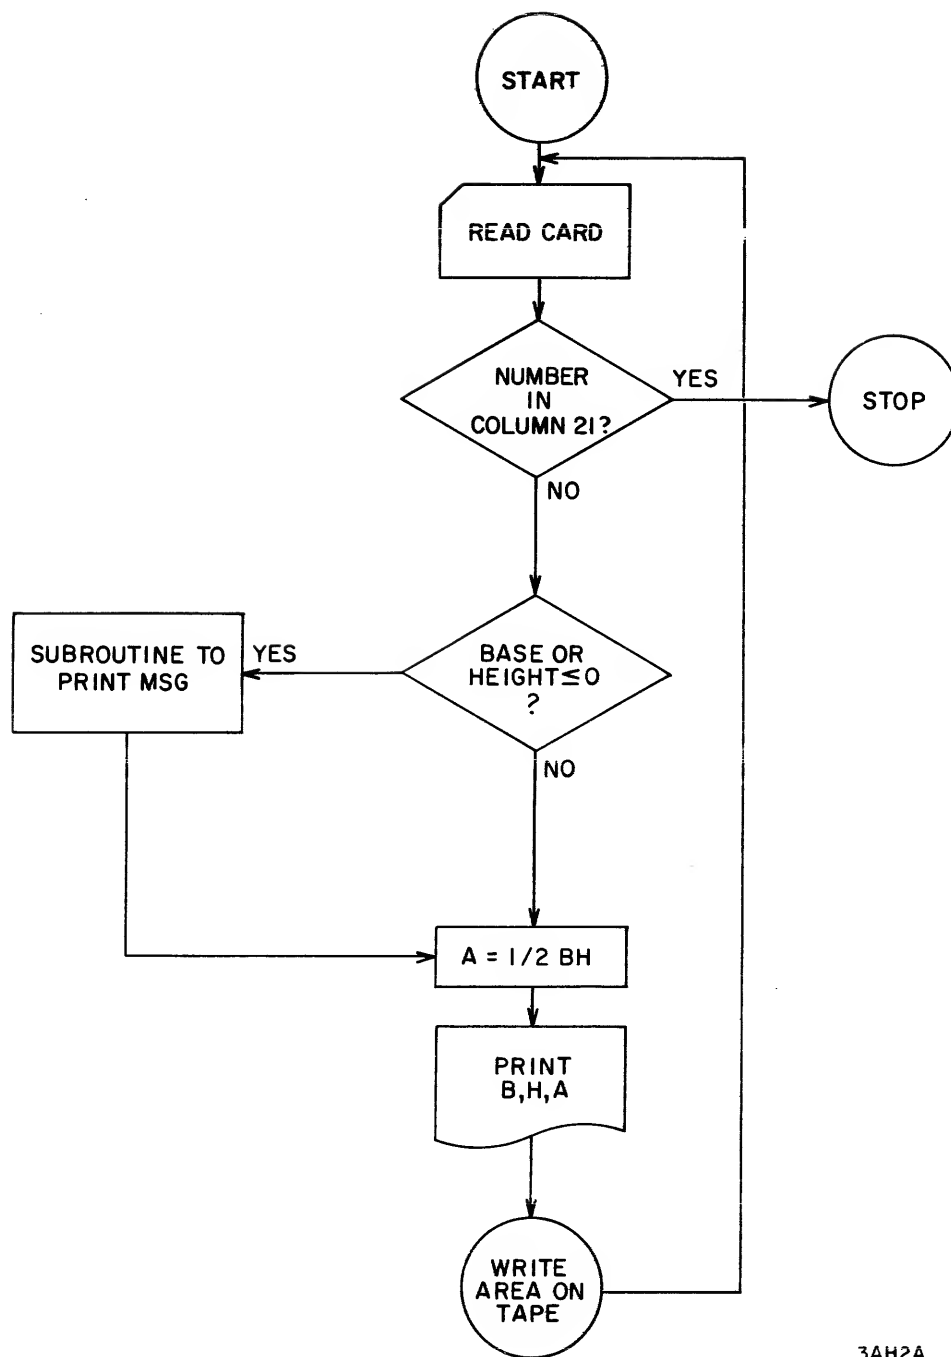 START
READ CARD
NUMBER
IN
COLUMN 21?
YES
STOP
NO
BASE OR
HEIGHT≤0
?
YES
SUBROUTINE TO
PRINT MSG
NO
A = 1/2 BH
PRINT
B,H,A
WRITE
AREA ON
TAPE
3AH2A